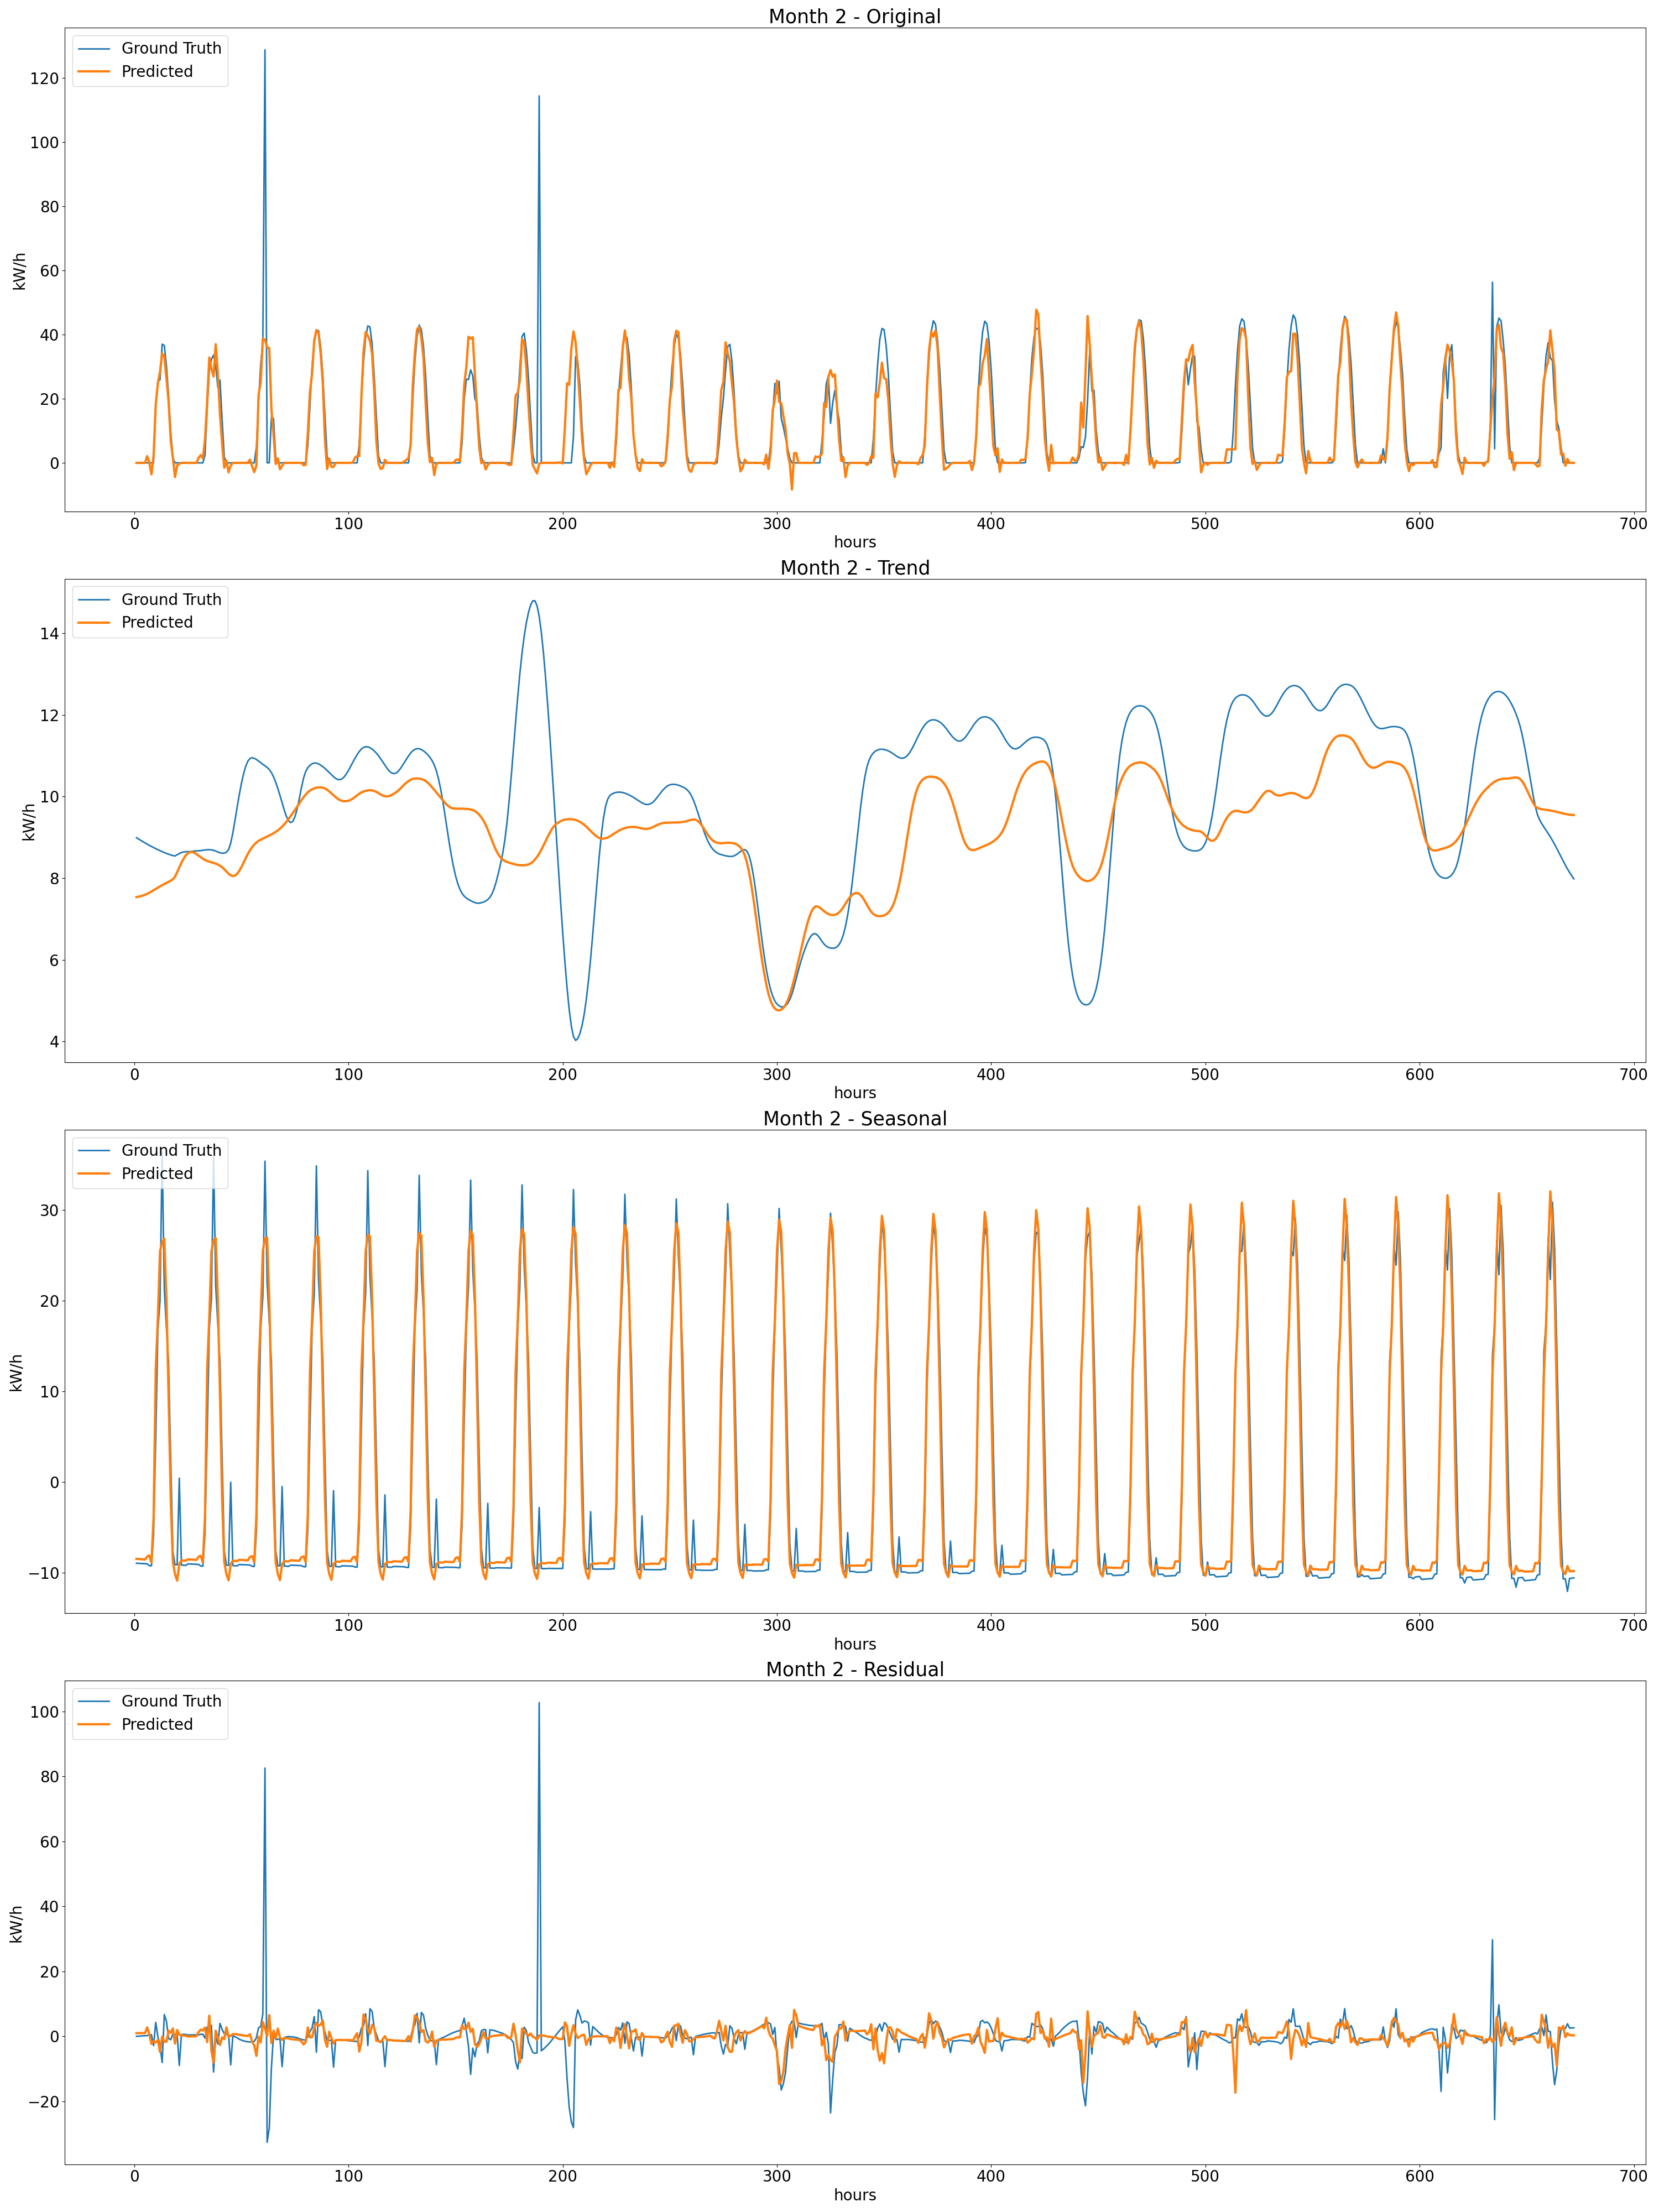 Month 2 - Original
Ground Truth
Predicted
120
100
80
60
40
20
0
kW/h
0 100 200 300 400 500 600 700
hours
Month 2 - Trend
Ground Truth
Predicted
14
12
10
8
6
4
kW/h
0 100 200 300 400 500 600 700
hours
Month 2 - Seasonal
Ground Truth
Predicted
30
20
10
0
−10
kW/h
0 100 200 300 400 500 600 700
hours
Month 2 - Residual
Ground Truth
Predicted
100
80
60
40
20
0
−20
kW/h
0 100 200 300 400 500 600 700
hours